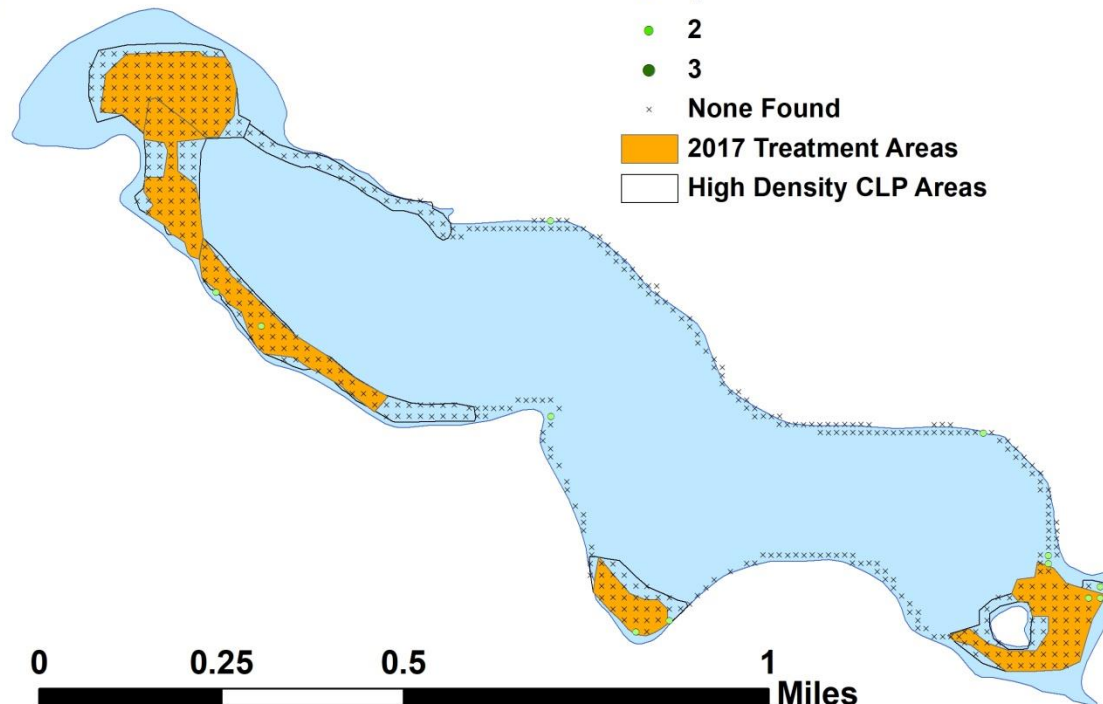 2
3
None Found
2017 Treatment Areas
High Density CLP Areas
0 0.25 0.5 1
Miles